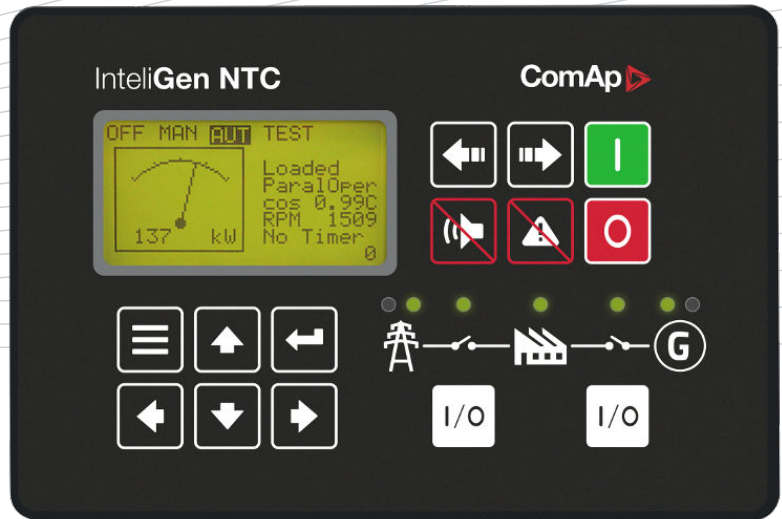 InteliGen NTC
ComAp
OFF MAN AUT TEST
Loaded
ParalOper
cos 0.99C
RPM 1509
No Timer
0
137 kW
I
O
G
I/O
I/O